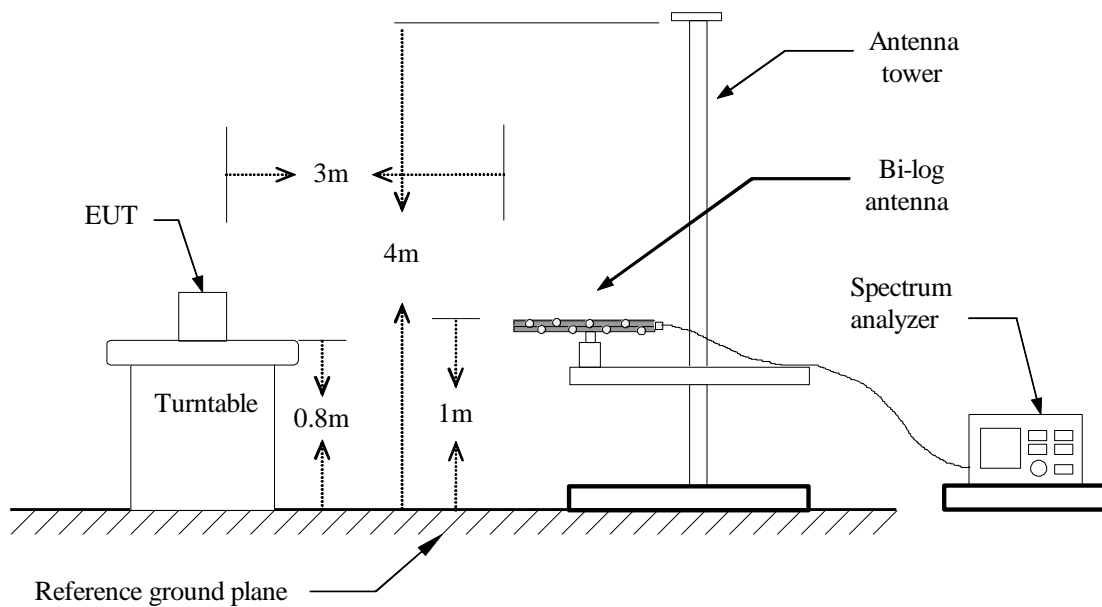 Antenna
tower
3m
Bi-log
antenna
EUT
4m
Spectrum
analyzer
Turntable
0.8m
1m
Reference ground plane